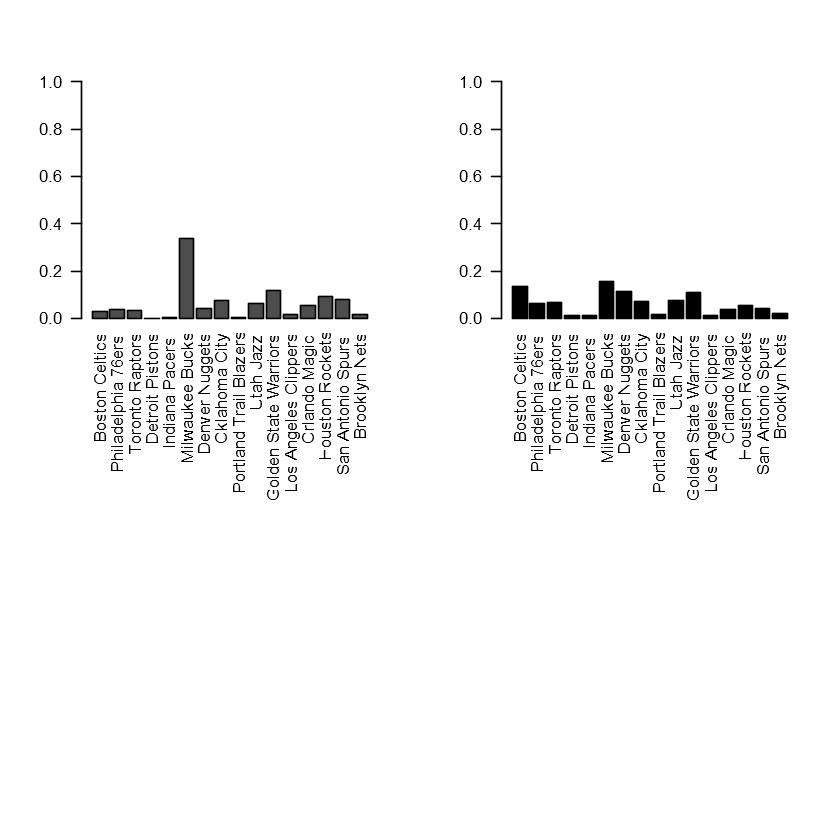 1.0
0.8
0.6
0.4
0.2
0.0
Boston Celtics
Philadelphia 76ers
Toronto Raptors
Detroit Pistons
Indiana Pacers
Milwaukee Bucks
Denver Nuggets
Cklahoma City
Portland Trail Blazers
Utah Jazz
Golden State Warriors
Los Angeles Clippers
Crlando Magic
Houston Rockets
San Antonio Spurs
Brooklyn Nets
1.0
0.8
0.6
0.4
0.2
0.0
Boston Celtics
Philadelphia 76ers
Toronto Raptors
Detroit Pistons
Indiana Pacers
Milwaukee Bucks
Denver Nuggets
Cklahoma City
Portland Trail Blazers
Utah Jazz
Golden State Warriors
Los Angeles Clippers
Crlando Magic
Houston Rockets
San Antonio Spurs
Brooklyn Nets